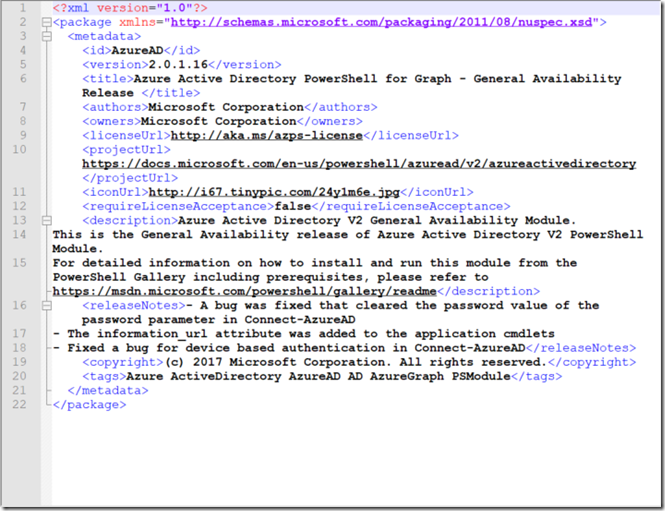 1 <?xml version="1.0"?>
2 <package xmlns="http://schemas.microsoft.com/packaging/2011/08/nuspec.xsd">
3 <metadata>
4 <id>AzureAD</id>
5 <version>2.0.1.16</version>
6 <title>Azure Active Directory PowerShell for Graph - General Availability
Release </title>
7 <authors>Microsoft Corporation</authors>
8 <owners>Microsoft Corporation</owners>
9 <licenseUrl>http://aka.ms/azps-license</licenseUrl>
10 <projectUrl>
https://docs.microsoft.com/en-us/powershell/azuread/v2/azureactivedirectory
</projectUrl>
11 <iconUrl>http://i67.tinypic.com/24y1m6e.jpg</iconUrl>
12 <requireLicenseAcceptance>false</requireLicenseAcceptance>
13 <description>Azure Active Directory V2 General Availability Module.
14 This is the General Availability release of Azure Active Directory V2 PowerShell
Module.
15 For detailed information on how to install and run this module from the
PowerShell Gallery including prerequisites, please refer to
https://msdn.microsoft.com/powershell/gallery/readme</description>
16 <releaseNotes>- A bug was fixed that cleared the password value of the
password parameter in Connect-AzureAD
17 - The information_url attribute was added to the application cmdlets
18 - Fixed a bug for device based authentication in Connect-AzureAD</releaseNotes>
19 <copyright>(c) 2017 Microsoft Corporation. All rights reserved.</copyright>
20 <tags>Azure ActiveDirectory AzureAD AD AzureGraph PSModule</tags>
21 </metadata>
22 </package>